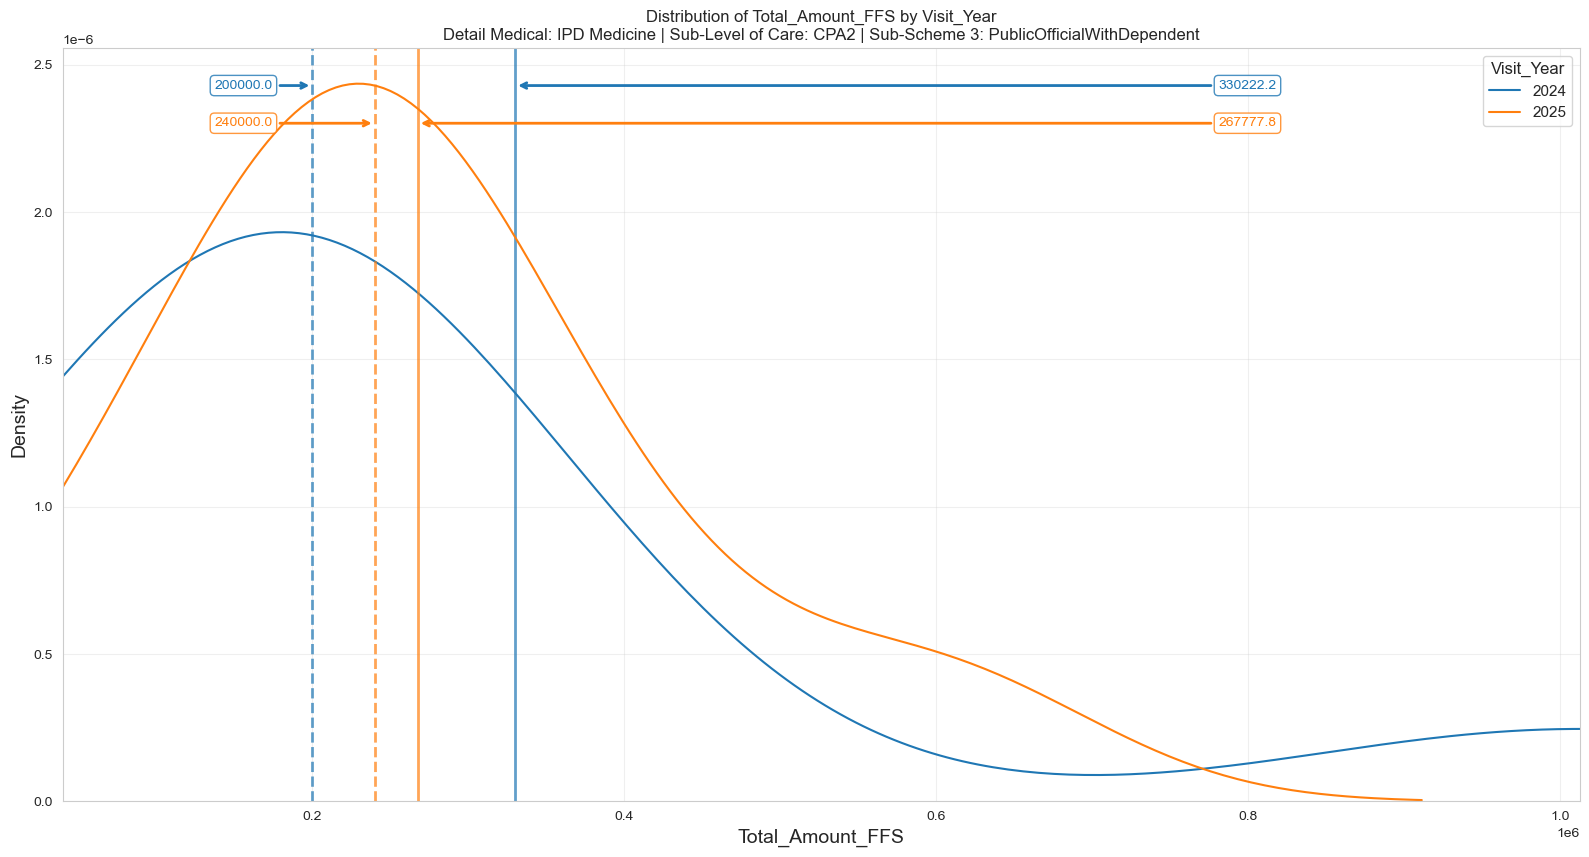 Distribution of Total_Amount_FFS by Visit_Year
Detail Medical: IPD Medicine | Sub-Level of Care: CPA2 | Sub-Scheme 3: PublicOfficialWithDependent
1e−6
2.5
2.0
1.5
1.0
0.5
0.0
Density
200000.0
330222.2
240000.0
267777.8
Visit_Year
2024
2025
0.2
0.4
0.6
0.8
1.0
1e6
Total_Amount_FFS